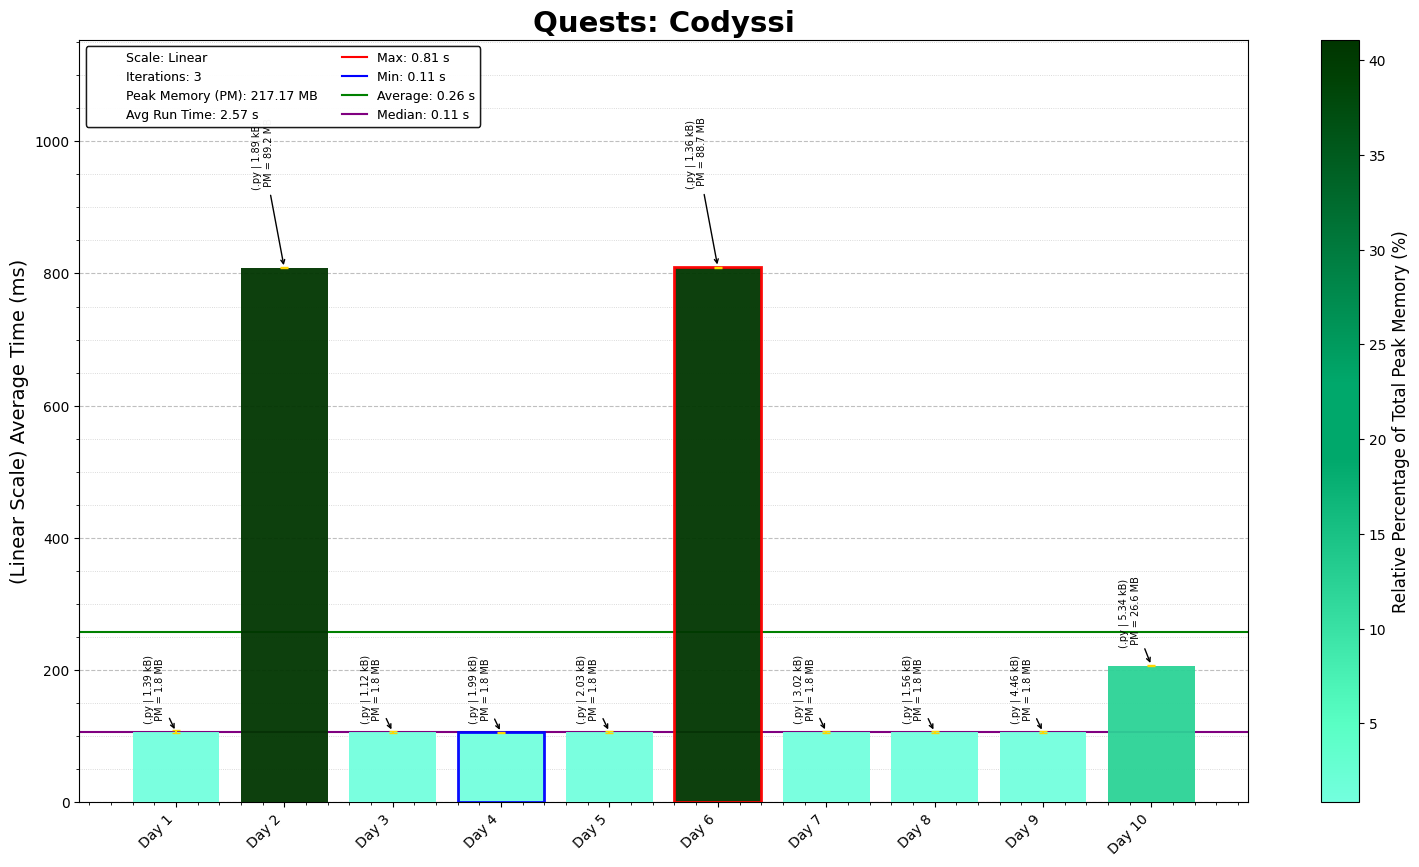 Quests: Codyssi
Scale: Linear
Iterations: 3
Peak Memory (PM): 217.17 MB
Avg Run Time: 2.57 s
Max: 0.81 s
Min: 0.11 s
Average: 0.26 s
Median: 0.11 s
(Linear Scale) Average Time (ms)
1000
800
600
400
200
0
(.py | 1.39 kB)
PM = 1.8 MB
(.py | 1.89 kB
PM = 89.2 M
(.py | 1.12 kB)
PM = 1.8 MB
(.py | 1.99 kB)
PM = 1.8 MB
(.py | 2.03 kB)
PM = 1.8 MB
(.py | 1.36 kB)
PM = 88.7 MB
(.py | 3.02 kB)
PM = 1.8 MB
(.py | 1.56 kB)
PM = 1.8 MB
(.py | 4.46 kB)
PM = 1.8 MB
(.py | 5.34 kB)
PM = 26.6 MB
Day 1
Day 2
Day 3
Day 4
Day 5
Day 6
Day 7
Day 8
Day 9
Day 10
40
35
30
25
20
15
10
5
Relative Percentage of Total Peak Memory (%)